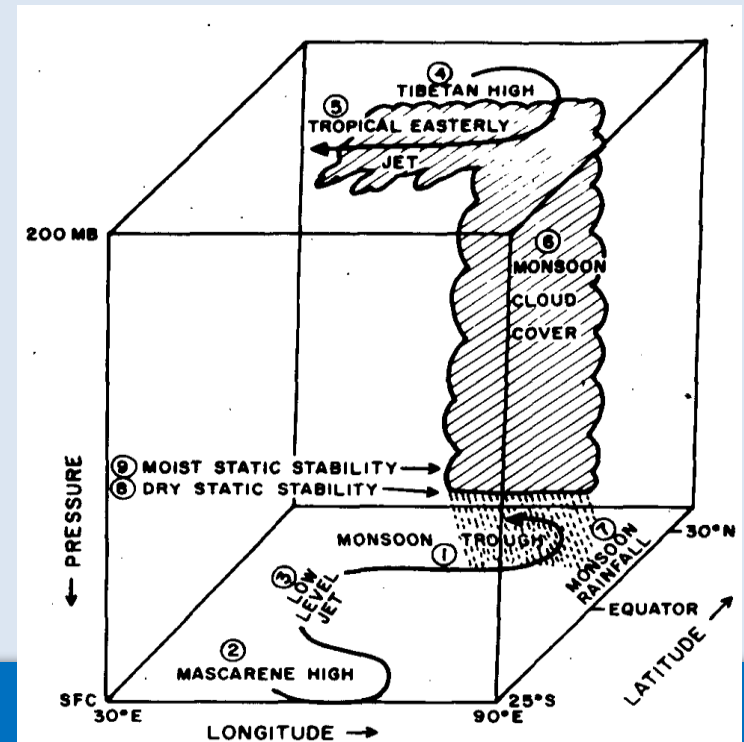 ④
TIBETAN HIGH
⑤
TROPICAL EASTERLY
JET
200 MB
⑥
MONSOON
CLOUD
COVER
← PRESSURE
⑨ MOIST STATIC STABILITY →
⑧ DRY STATIC STABILITY →
MONSOON TROUGH
①
⑦
MONSOON
RAINFALL
30°N
③
LOW
LEVEL
JET
EQUATOR
②
MASCARENE HIGH
LATITUDE →
SFC
25°S
30°E
90°E
LONGITUDE →